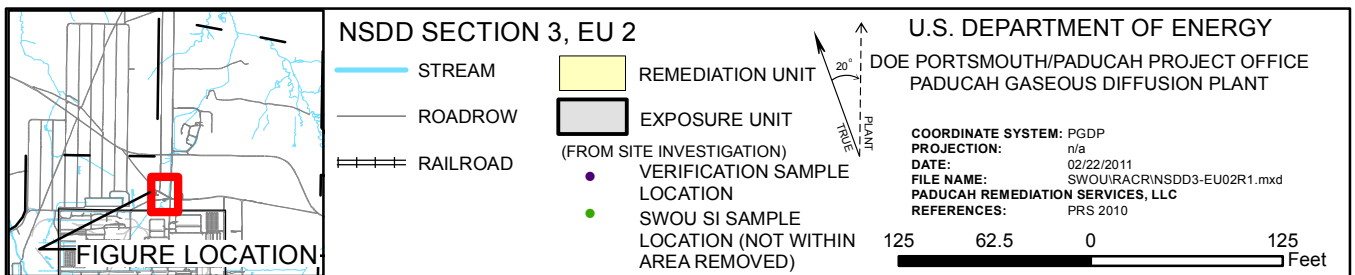 NSDD SECTION 3, EU 2
STREAM
ROADROW
RAILROAD
REMEDIATION UNIT
EXPOSURE UNIT
(FROM SITE INVESTIGATION)
VERIFICATION SAMPLE
LOCATION
SWOU SI SAMPLE
LOCATION (NOT WITHIN
AREA REMOVED)
FIGURE LOCATION
20°
TRUE
PLANT
U.S. DEPARTMENT OF ENERGY
DOE PORTSMOUTH/PADUCAH PROJECT OFFICE
PADUCAH GASEOUS DIFFUSION PLANT
COORDINATE SYSTEM: PGDP
PROJECTION: n/a
DATE: 02/22/2011
FILE NAME: SWOU\RACR\NSDD3-EU02R1.mxd
PADUCAH REMEDIATION SERVICES, LLC
REFERENCES: PRS 2010
125 62.5 0 125
Feet